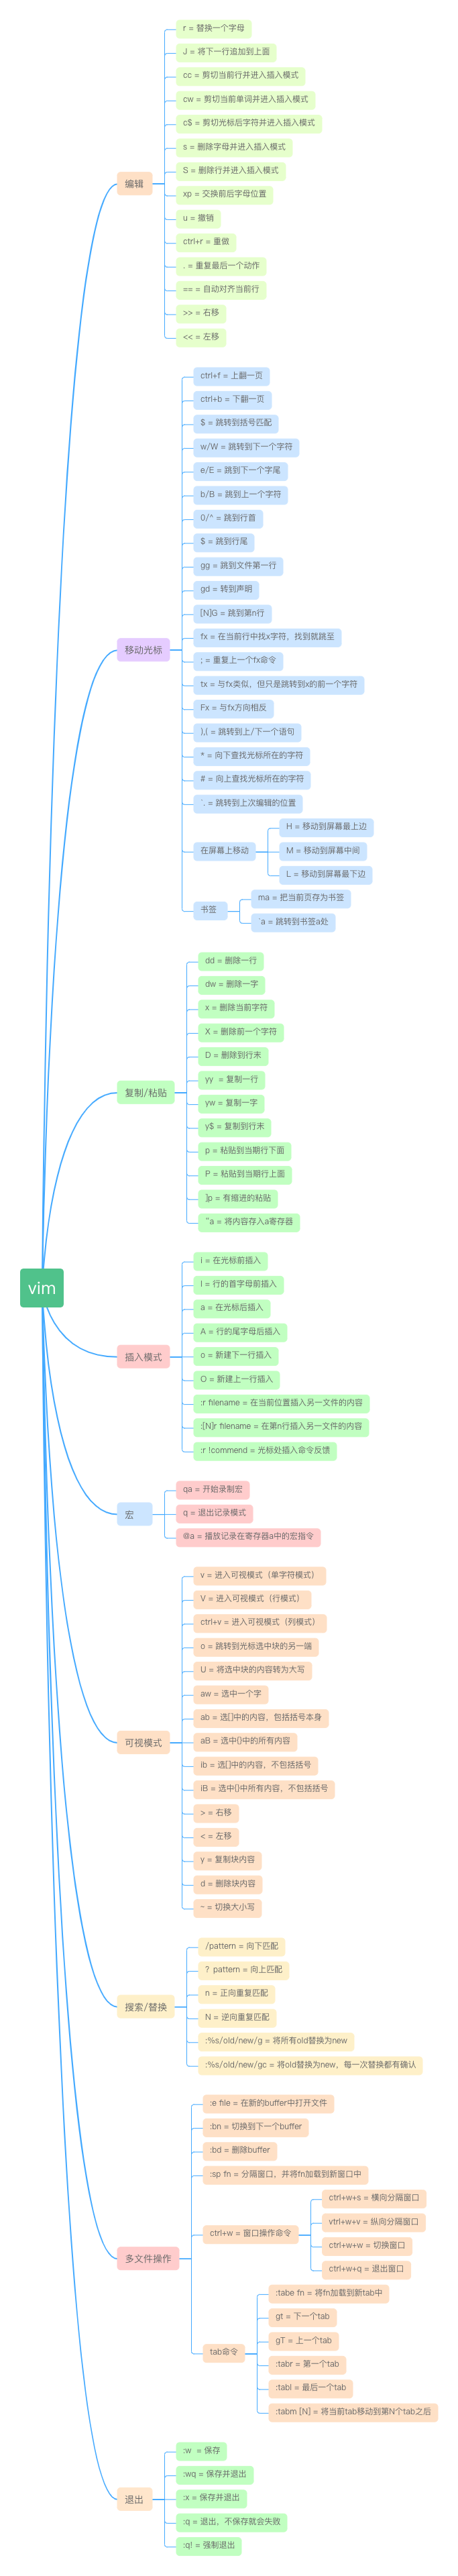 vim
编辑
r = 替换一个字母
J = 将下一行追加到上面
cc = 剪切当前行并进入插入模式
cw = 剪切当前单词并进入插入模式
c$ = 剪切光标后字符并进入插入模式
s = 删除字母并进入插入模式
S = 删除行并进入插入模式
xp = 交换前后字母位置
u = 撤销
ctrl+r = 重做
. = 重复最后一个动作
== = 自动对齐当前行
>> = 右移
<< = 左移
移动光标
ctrl+f = 上翻一页
ctrl+b = 下翻一页
$ = 跳转到括号匹配
w/W = 跳转到下一个字符
e/E = 跳到下一个字尾
b/B = 跳到上一个字符
0/^ = 跳到行首
$ = 跳到行尾
gg = 跳到文件第一行
gd = 转到声明
[N]G = 跳到第n行
fx = 在当前行中找x字符，找到就跳至
; = 重复上一个fx命令
tx = 与fx类似，但只是跳转到x的前一个字符
Fx = 与fx方向相反
),( = 跳转到上/下一个语句
* = 向下查找光标所在的字符
# = 向上查找光标所在的字符
`. = 跳转到上次编辑的位置
在屏幕上移动
H = 移动到屏幕最上边
M = 移动到屏幕中间
L = 移动到屏幕最下边
书签
ma = 把当前页存为书签
`a = 跳转到书签a处
复制/粘贴
dd = 删除一行
dw = 删除一字
x = 删除当前字符
X = 删除前一个字符
D = 删除到行末
yy = 复制一行
yw = 复制一字
y$ = 复制到行末
p = 粘贴到当期行下面
P = 粘贴到当期行上面
]p = 有缩进的粘贴
"a = 将内容存入a寄存器
插入模式
i = 在光标前插入
I = 行的首字母前插入
a = 在光标后插入
A = 行的尾字母后插入
o = 新建下一行插入
O = 新建上一行插入
:r filename = 在当前位置插入另一文件的内容
:[N]r filename = 在第n行插入另一文件的内容
:r !commend = 光标处插入命令反馈
宏
qa = 开始录制宏
q = 退出记录模式
@a = 播放记录在寄存器a中的宏指令
可视模式
v = 进入可视模式（单字符模式）
V = 进入可视模式（行模式）
ctrl+v = 进入可视模式（列模式）
o = 跳转到光标选中块的另一端
U = 将选中块的内容转为大写
aw = 选中一个字
ab = 选[]中的内容，包括括号本身
aB = 选中{}中的所有内容
ib = 选[]中的内容，不包括括号
iB = 选中{}中所有内容，不包括括号
> = 右移
< = 左移
y = 复制块内容
d = 删除块内容
~ = 切换大小写
搜索/替换
/pattern = 向下匹配
? pattern = 向上匹配
n = 正向重复匹配
N = 逆向重复匹配
:%s/old/new/g = 将所有old替换为new
:%s/old/new/gc = 将old替换为new，每一次替换都有确认
多文件操作
:e file = 在新的buffer中打开文件
:bn = 切换到下一个buffer
:bd = 删除buffer
:sp fn = 分隔窗口，并将fn加载到新窗口中
ctrl+w = 窗口操作命令
ctrl+w+s = 横向分隔窗口
vtrl+w+v = 纵向分隔窗口
ctrl+w+w = 切换窗口
ctrl+w+q = 退出窗口
tab命令
:tabe fn = 将fn加载到新tab中
gt = 下一个tab
gT = 上一个tab
:tabr = 第一个tab
:tabl = 最后一个tab
:tabm [N] = 将当前tab移动到第N个tab之后
退出
:w = 保存
:wq = 保存并退出
:x = 保存并退出
:q = 退出，不保存就会失败
:q! = 强制退出